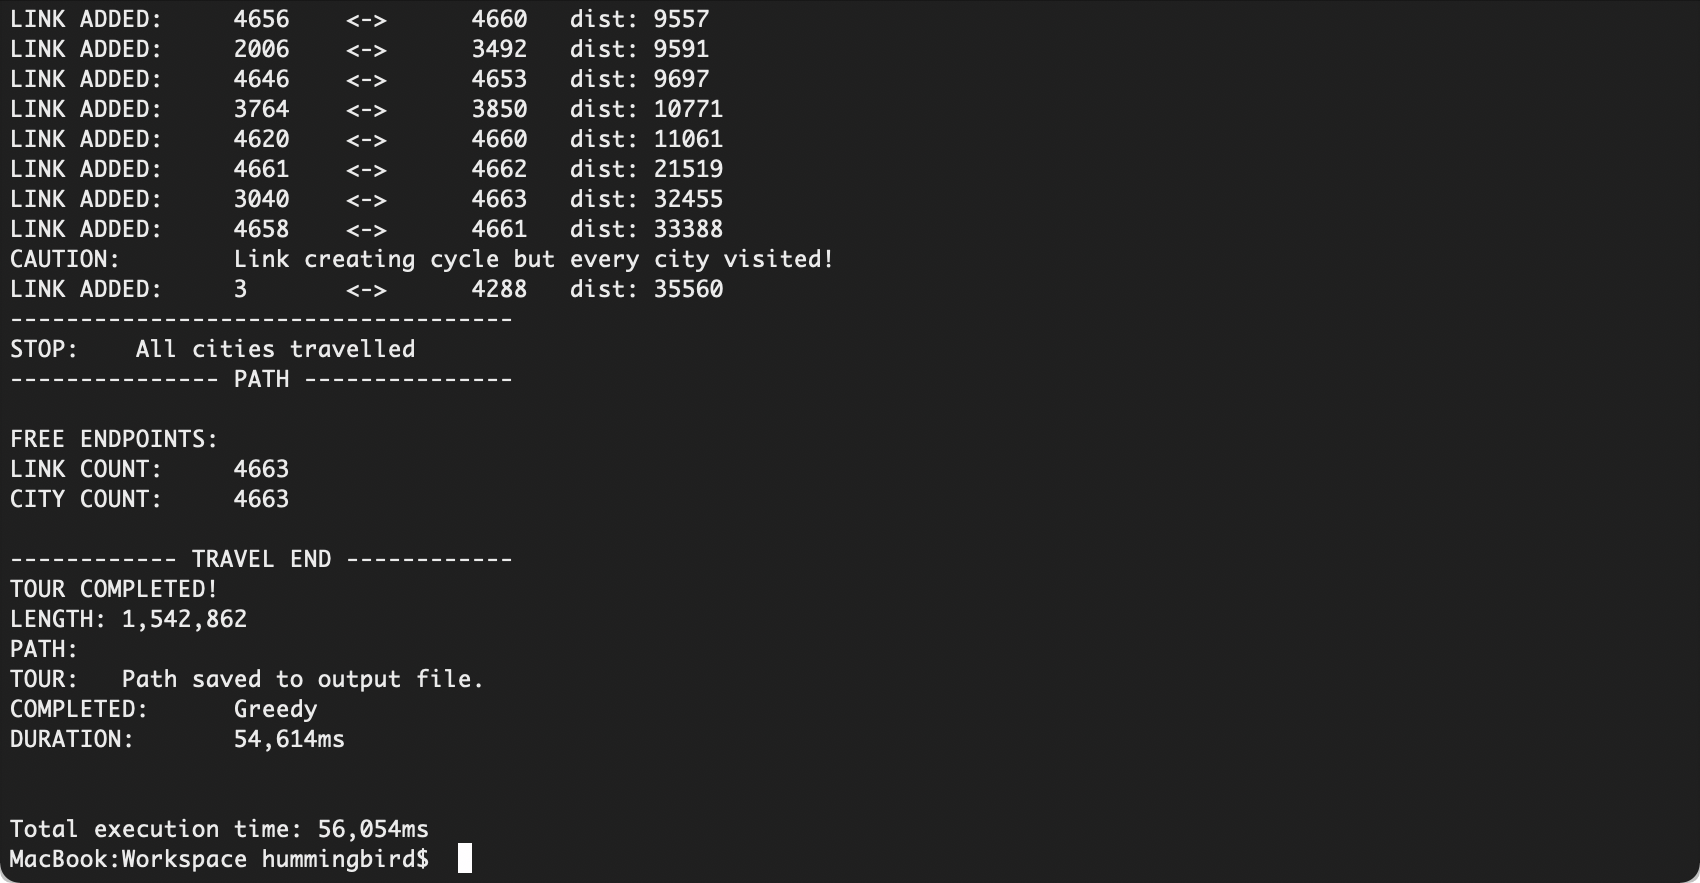 LINK ADDED: 4656 <-> 4660 dist: 9557
LINK ADDED: 2006 <-> 3492 dist: 9591
LINK ADDED: 4646 <-> 4653 dist: 9697
LINK ADDED: 3764 <-> 3850 dist: 10771
LINK ADDED: 4620 <-> 4660 dist: 11061
LINK ADDED: 4661 <-> 4662 dist: 21519
LINK ADDED: 3040 <-> 4663 dist: 32455
LINK ADDED: 4658 <-> 4661 dist: 33388
CAUTION: Link creating cycle but every city visited!
LINK ADDED: 3 <-> 4288 dist: 35560
------------------------------------
STOP: All cities travelled
--------------- PATH ---------------
FREE ENDPOINTS:
LINK COUNT: 4663
CITY COUNT: 4663
------------ TRAVEL END ------------
TOUR COMPLETED!
LENGTH: 1,542,862
PATH:
TOUR: Path saved to output file.
COMPLETED: Greedy
DURATION: 54,614ms
Total execution time: 56,054ms
MacBook:Workspace hummingbird$